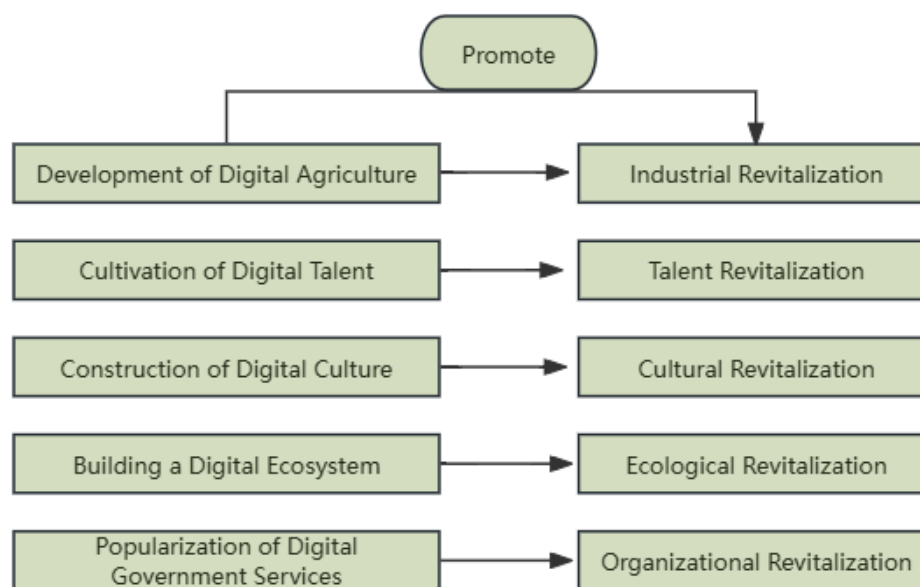 Promote
Development of Digital Agriculture
Industrial Revitalization
Cultivation of Digital Talent
Talent Revitalization
Construction of Digital Culture
Cultural Revitalization
Building a Digital Ecosystem
Ecological Revitalization
Popularization of Digital
Government Services
Organizational Revitalization